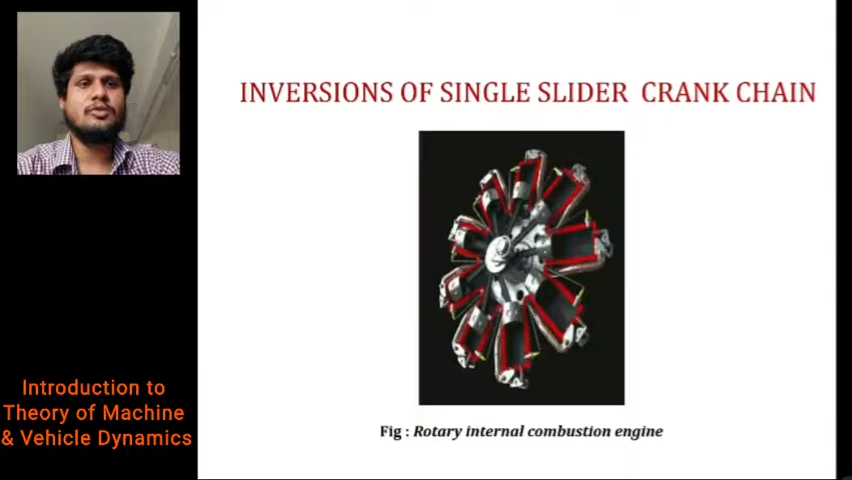 INVERSIONS OF SINGLE SLIDER CRANK CHAIN
Fig : Rotary internal combustion engine
Introduction to
Theory of Machine
& Vehicle Dynamics